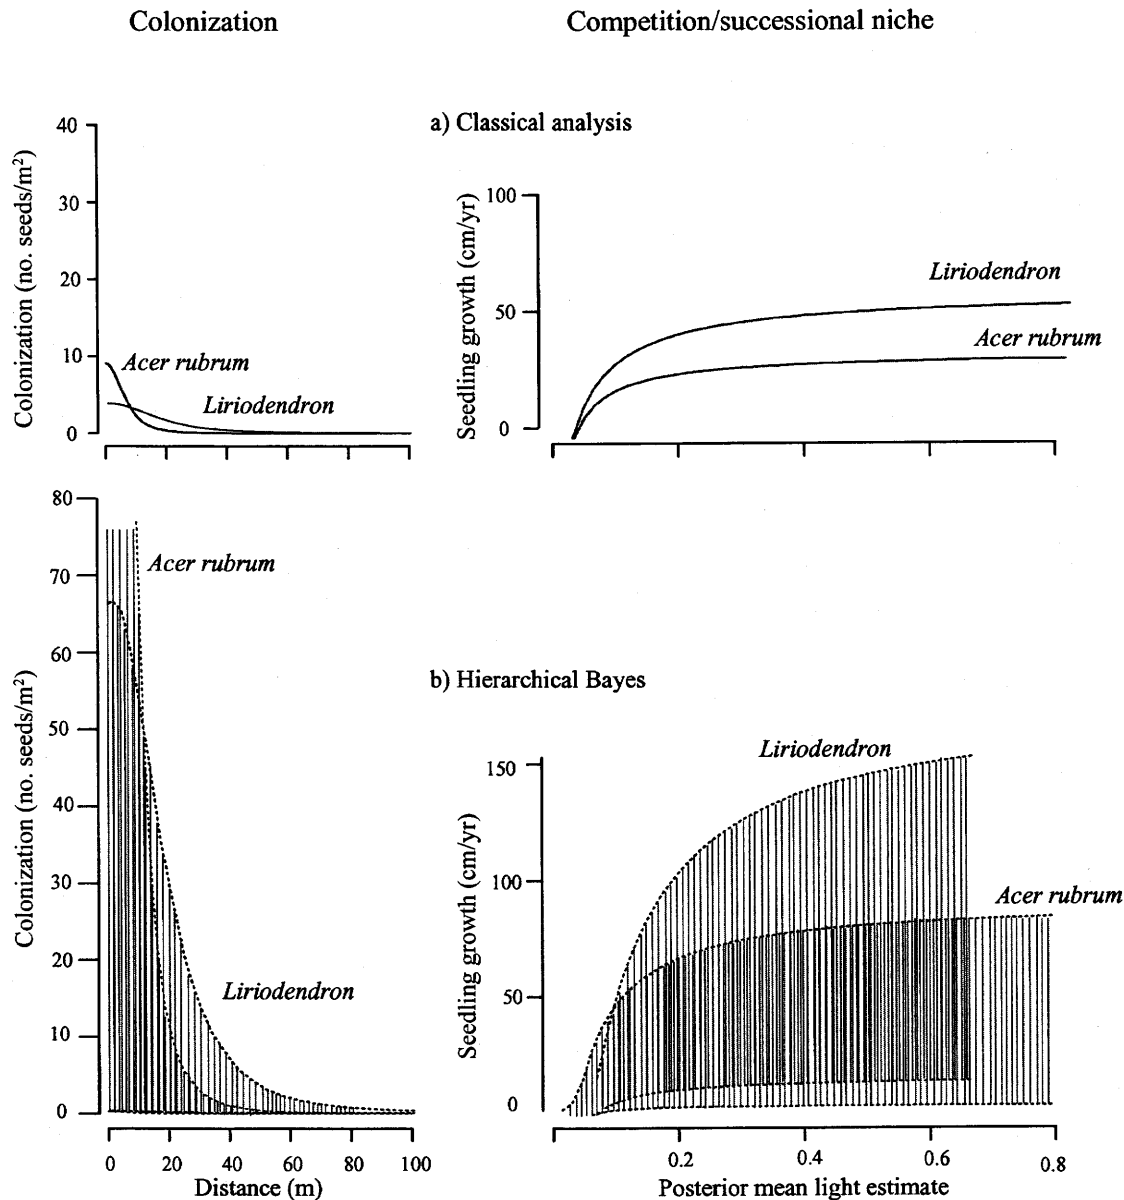 Colonization
Competition/successional niche
a) Classical analysis
Colonization (no. seeds/m²)
40
30
20
10
0
Acer rubrum
Liriodendron
Seedling growth (cm/yr)
100
50
0
Liriodendron
Acer rubrum
b) Hierarchical Bayes
Colonization (no. seeds/m²)
80
70
60
50
40
30
20
10
0
Acer rubrum
Liriodendron
0 20 40 60 80 100
Distance (m)
Seedling growth (cm/yr)
150
100
50
0
Liriodendron
Acer rubrum
0.2 0.4 0.6 0.8
Posterior mean light estimate